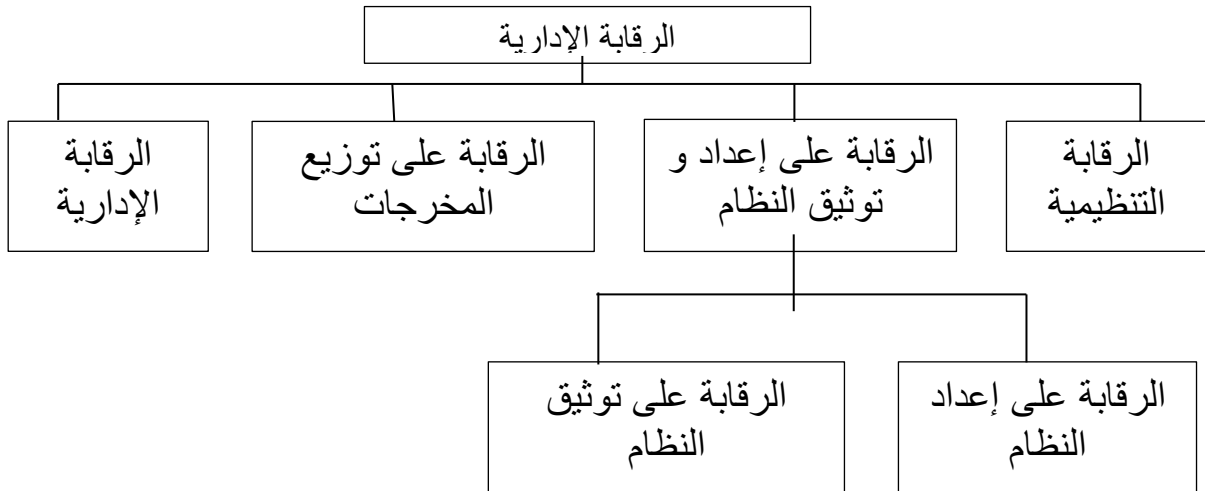 الرقابة الإدارية
الرقابة
التنظيمية
الرقابة على إعداد و
توثيق النظام
الرقابة على توزيع
المخرجات
الرقابة
الإدارية
الرقابة على إعداد
النظام
الرقابة على توثيق
النظام